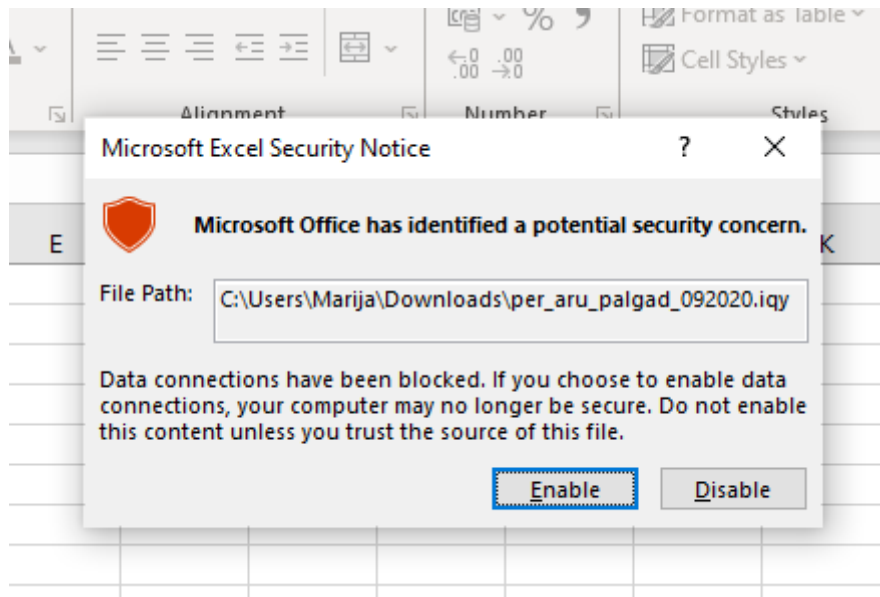 % Format as Table
.00 .00 Cell Styles
Alignment Number Styles
Microsoft Excel Security Notice ? X
E K
Microsoft Office has identified a potential security concern.
File Path: C:\Users\Marija\Downloads\per_aru_palgad_092020.iqy
Data connections have been blocked. If you choose to enable data
connections, your computer may no longer be secure. Do not enable
this content unless you trust the source of this file.
Enable Disable